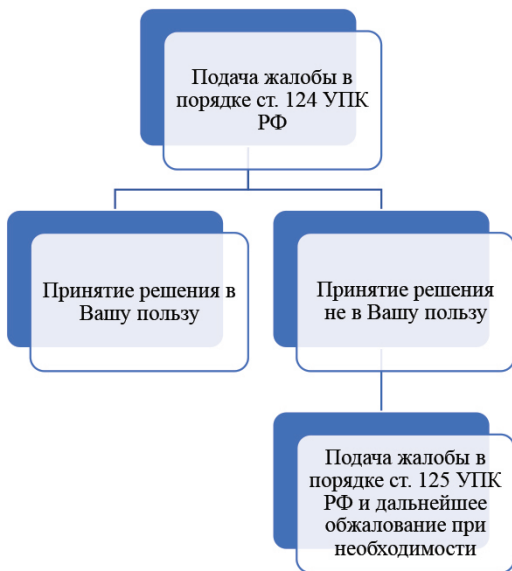 Подача жалобы в
порядке ст. 124 УПК
РФ
Принятие решения в
Вашу пользу
Принятие решения
не в Вашу пользу
Подача жалобы в
порядке ст. 125 УПК
РФ и дальнейшее
обжалование при
необходимости